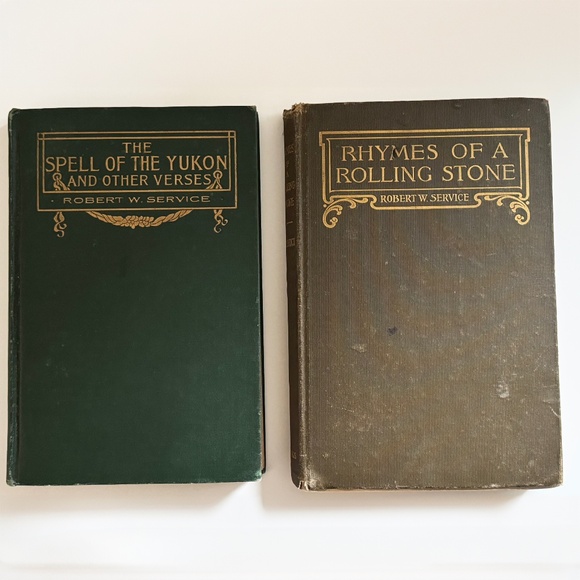 THE
SPELL OF THE YUKON
AND OTHER VERSES
ROBERT W. SERVICE
RHYMES OF A
ROLLING STONE
ROBERT W. SERVICE